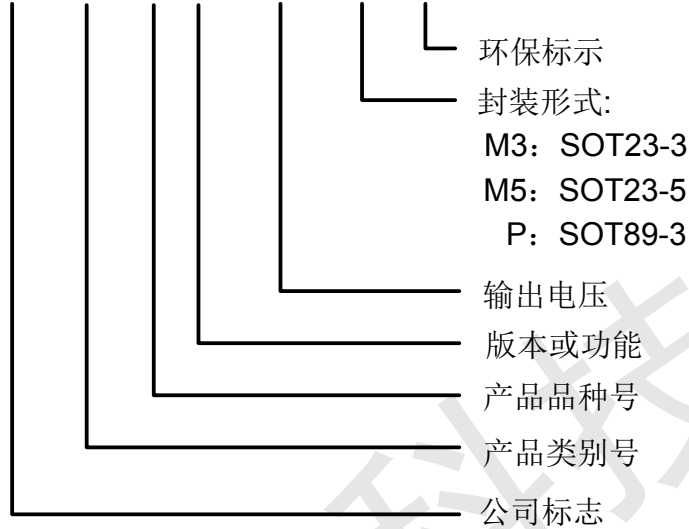 环保标示
封装形式:
M3：SOT23-3
M5：SOT23-5
P：SOT89-3
输出电压
版本或功能
产品品种号
产品类别号
公司标志
科技